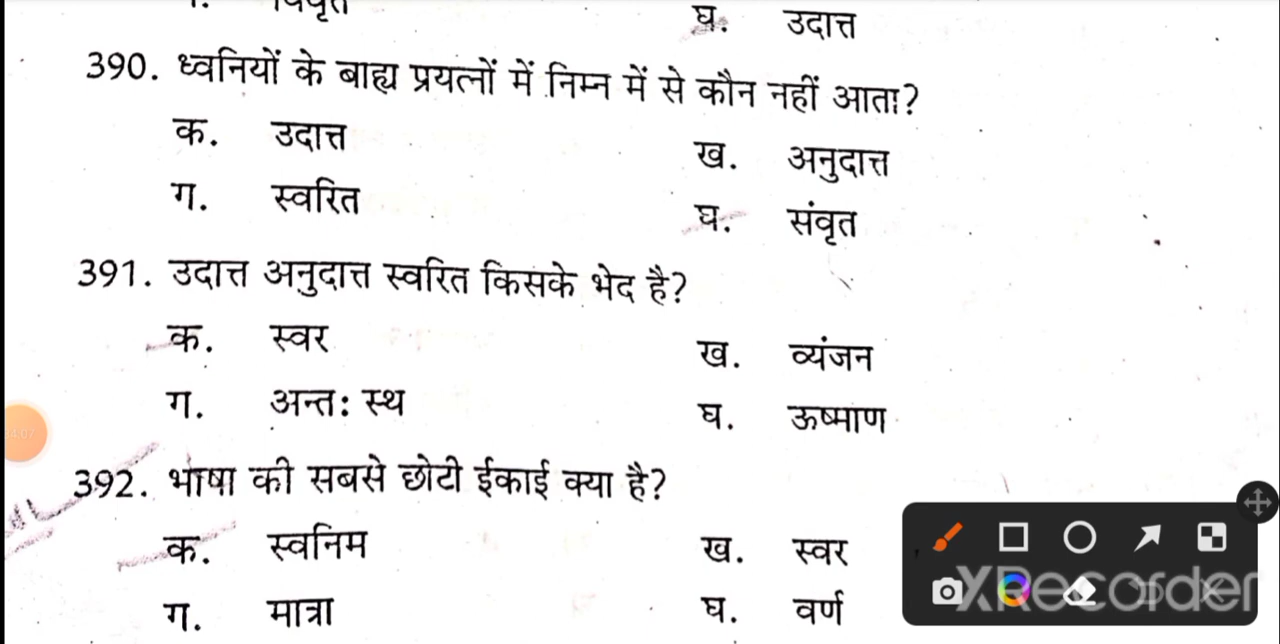 घ. उदात्त
390. ध्वनियों के बाह्य प्रयत्नों में निम्न में से कौन नहीं आता?
क. उदात्त
ख. अनुदात्त
ग. स्वरित
घ. संवृत
391. उदात्त अनुदात्त स्वरित किसके भेद है?
क. स्वर
ख. व्यंजन
ग. अन्त: स्थ
घ. ऊष्माण
392. भाषा की सबसे छोटी ईकाई क्या है?
क. स्वनिम
ख. स्वर
ग. मात्रा
घ. वर्ण
XRecorder